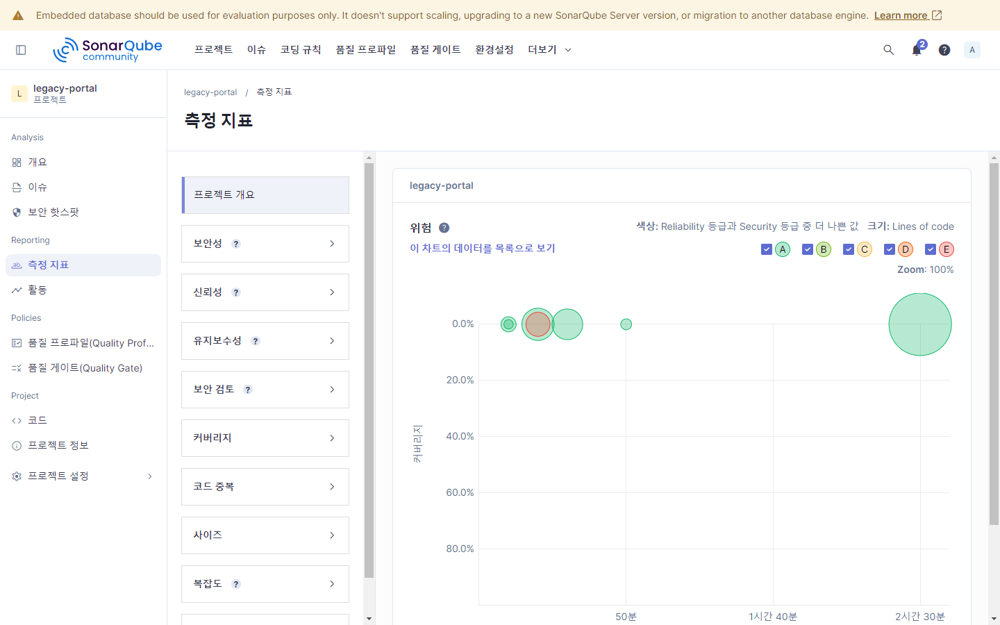 Embedded database should be used for evaluation purposes only. It doesn't support scaling, upgrading to a new SonarQube Server version, or migration to another database engine. Learn more
SonarQube community
프로젝트 이슈 코딩 규칙 품질 프로파일 품질 게이트 환경설정 더보기
2
?
A
L
legacy-portal
프로젝트
Analysis
개요
이슈
보안 핫스팟
Reporting
측정 지표
활동
Policies
품질 프로파일(Quality Prof...
품질 게이트(Quality Gate)
Project
코드
프로젝트 정보
프로젝트 설정
legacy-portal / 측정 지표
측정 지표
프로젝트 개요
보안성 ?
신뢰성 ?
유지보수성 ?
보안 검토 ?
커버리지
코드 중복
사이즈
복잡도 ?
legacy-portal
위험 ?
색상: Reliability 등급과 Security 등급 중 더 나쁜 값 크기: Lines of code
이 차트의 데이터를 목록으로 보기
A B C D E
Zoom: 100%
0.0%
20.0%
40.0%
60.0%
80.0%
커버리지
50분 1시간 40분 2시간 30분